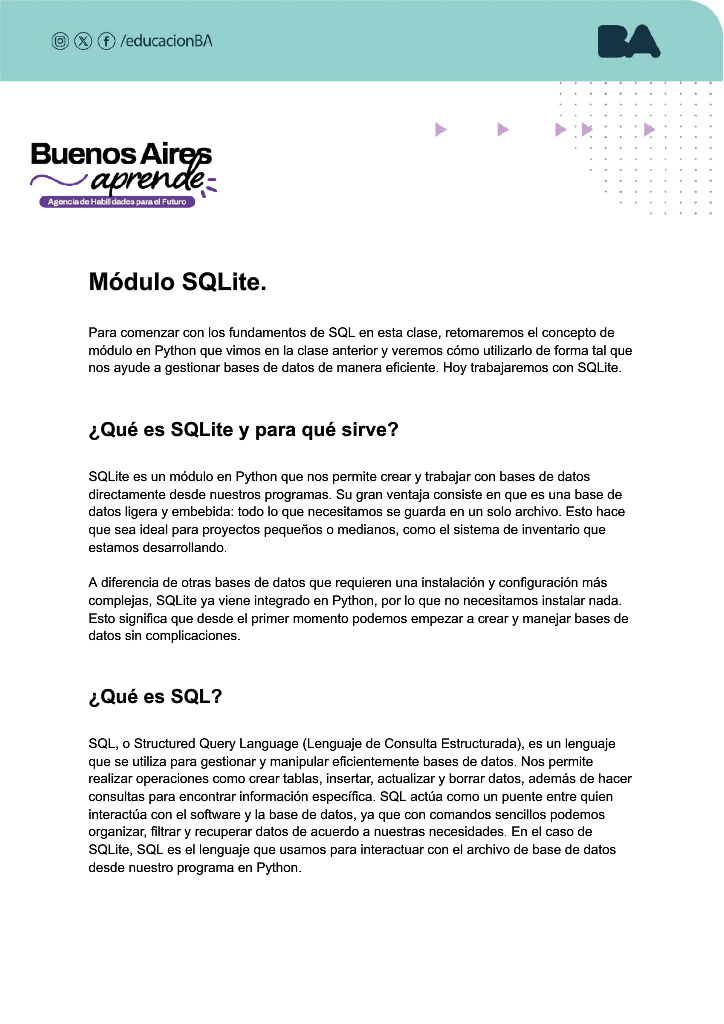 /educacionBA
BA
Buenos Aires
aprende
Agencia de Habilidades para el Futuro
Módulo SQLite.
Para comenzar con los fundamentos de SQL en esta clase, retomaremos el concepto de
módulo en Python que vimos en la clase anterior y veremos cómo utilizarlo de forma tal que
nos ayude a gestionar bases de datos de manera eficiente. Hoy trabajaremos con SQLite.
¿Qué es SQLite y para qué sirve?
SQLite es un módulo en Python que nos permite crear y trabajar con bases de datos
directamente desde nuestros programas. Su gran ventaja consiste en que es una base de
datos ligera y embebida: todo lo que necesitamos se guarda en un solo archivo. Esto hace
que sea ideal para proyectos pequeños o medianos, como el sistema de inventario que
estamos desarrollando.
A diferencia de otras bases de datos que requieren una instalación y configuración más
complejas, SQLite ya viene integrado en Python, por lo que no necesitamos instalar nada.
Esto significa que desde el primer momento podemos empezar a crear y manejar bases de
datos sin complicaciones.
¿Qué es SQL?
SQL, o Structured Query Language (Lenguaje de Consulta Estructurada), es un lenguaje
que se utiliza para gestionar y manipular eficientemente bases de datos. Nos permite
realizar operaciones como crear tablas, insertar, actualizar y borrar datos, además de hacer
consultas para encontrar información específica. SQL actúa como un puente entre quien
interactúa con el software y la base de datos, ya que con comandos sencillos podemos
organizar, filtrar y recuperar datos de acuerdo a nuestras necesidades. En el caso de
SQLite, SQL es el lenguaje que usamos para interactuar con el archivo de base de datos
desde nuestro programa en Python.